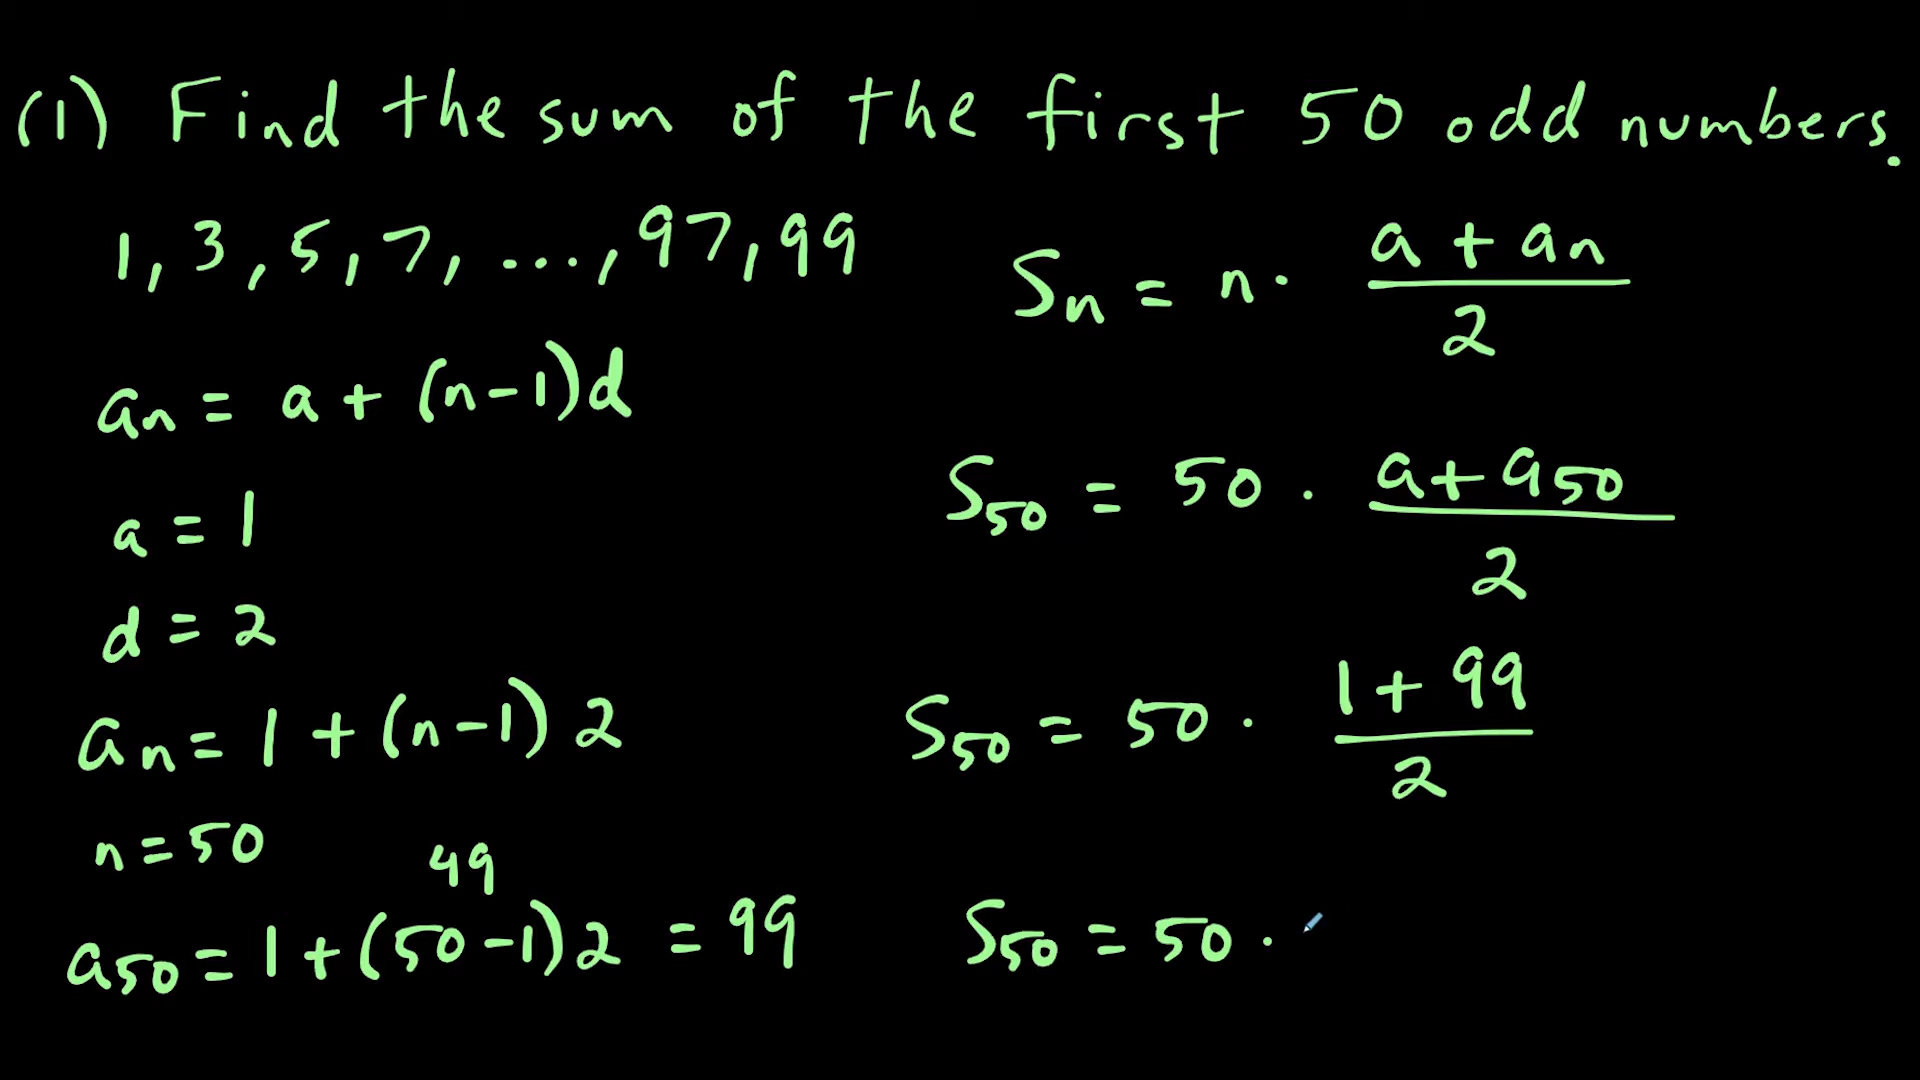 (1) Find the sum of the first 50 odd numbers.
1, 3, 5, 7, ..., 97, 99
an = a + (n-1)d
a = 1
d = 2
an = 1 + (n-1) 2
n = 50
49
a50 = 1 + (50-1) 2 = 99
Sn = n · (a + an)/2
S50 = 50 · (a + a50)/2
S50 = 50 · (1 + 99)/2
S50 = 50 ·